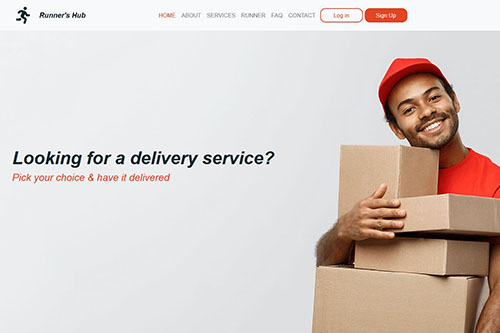 Runner's Hub
HOME ABOUT SERVICES RUNNER FAQ CONTACT Log in Sign Up
Looking for a delivery service?
Pick your choice & have it delivered